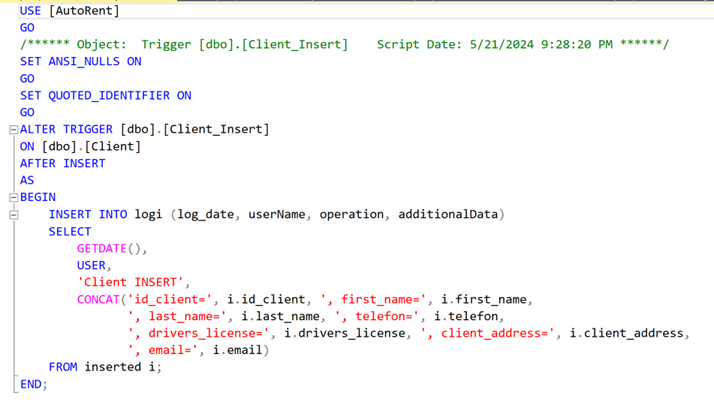 USE [AutoRent]
GO
/****** Object:  Trigger [dbo].[Client_Insert]    Script Date: 5/21/2024 9:28:20 PM ******/
SET ANSI_NULLS ON
GO
SET QUOTED_IDENTIFIER ON
GO
ALTER TRIGGER [dbo].[Client_Insert]
ON [dbo].[Client]
AFTER INSERT
AS
BEGIN
    INSERT INTO logi (log_date, userName, operation, additionalData)
    SELECT
        GETDATE(),
        USER,
        'Client INSERT',
        CONCAT('id_client=', i.id_client, ', first_name=', i.first_name,
               ', last_name=', i.last_name, ', telefon=', i.telefon,
               ', drivers_license=', i.drivers_license, ', client_address=', i.client_address,
               ', email=', i.email)
    FROM inserted i;
END;